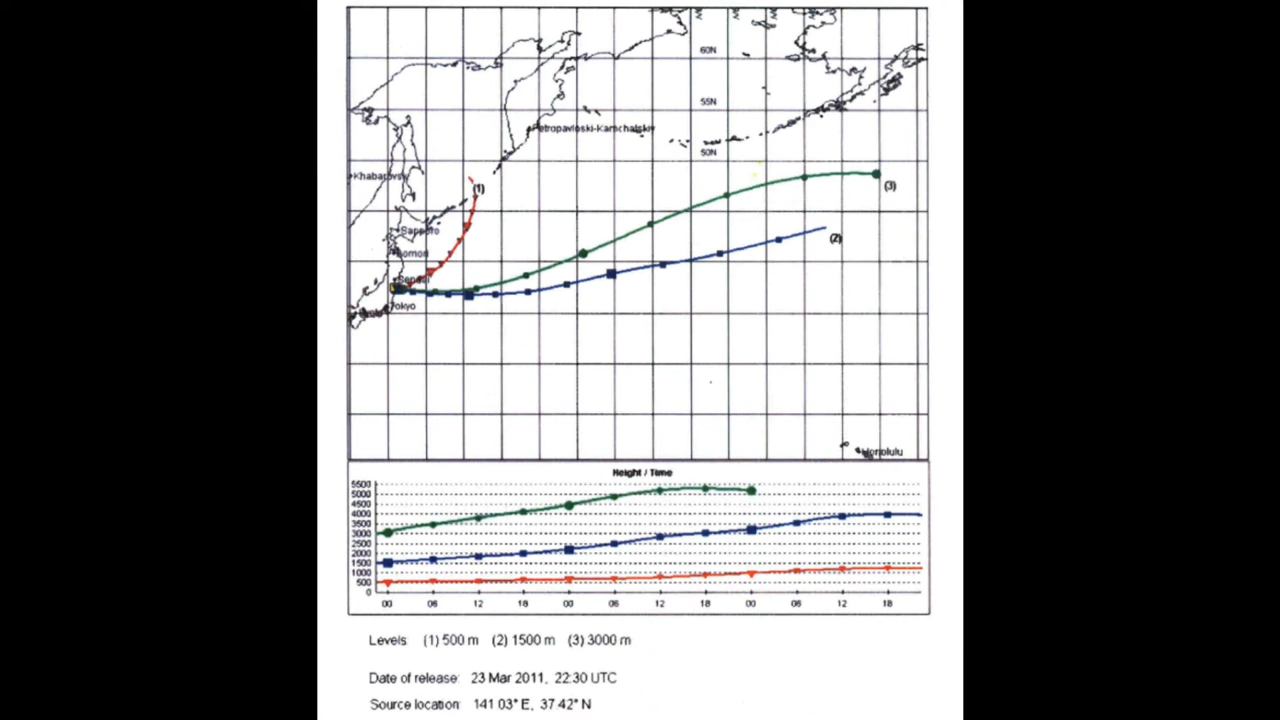 60N
55N
Petropavloski-Kamchatskiy
50N
Khabarovsk
(1)
(3)
Sapporo
(2)
Sendai
Tokyo
Honolulu
Height / Time
5500
5000
4500
4000
3500
3000
2500
2000
1500
1000
500
0
00 06 12 18 00 06 12 18 00 06 12 18
Levels (1) 500 m (2) 1500 m (3) 3000 m
Date of release: 23 Mar 2011, 22:30 UTC
Source location: 141 03° E, 37.42° N